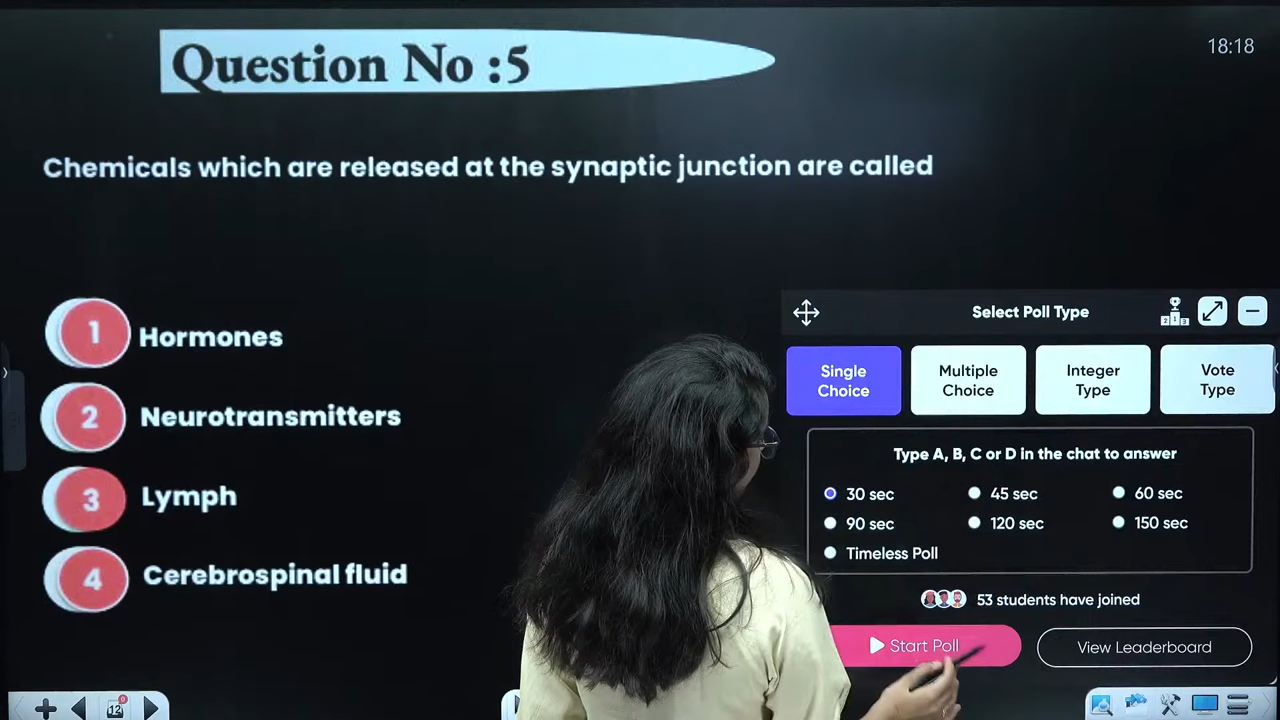 Question No :5
18:18
Chemicals which are released at the synaptic junction are called
1 Hormones
2 Neurotransmitters
3 Lymph
4 Cerebrospinal fluid
Select Poll Type
Single Choice
Multiple Choice
Integer Type
Vote Type
Type A, B, C or D in the chat to answer
30 sec 45 sec 60 sec
90 sec 120 sec 150 sec
Timeless Poll
53 students have joined
Start Poll
View Leaderboard
12